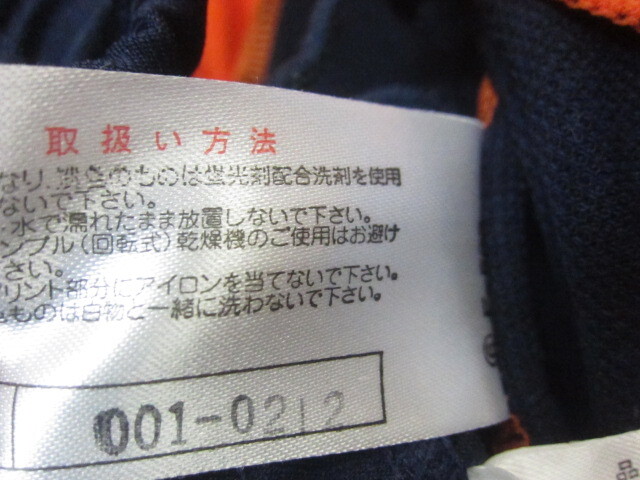 取扱い方法
なり、淡色のものは蛍光剤配合洗剤を使用
ないで下さい。
水で濡れたまま放置しないで下さい。
ンブル(回転式)乾燥機のご使用はお避け
さい。
リント部分にアイロンを当てないで下さい。
ものは白物と一緒に洗わないで下さい。
001-0212
品